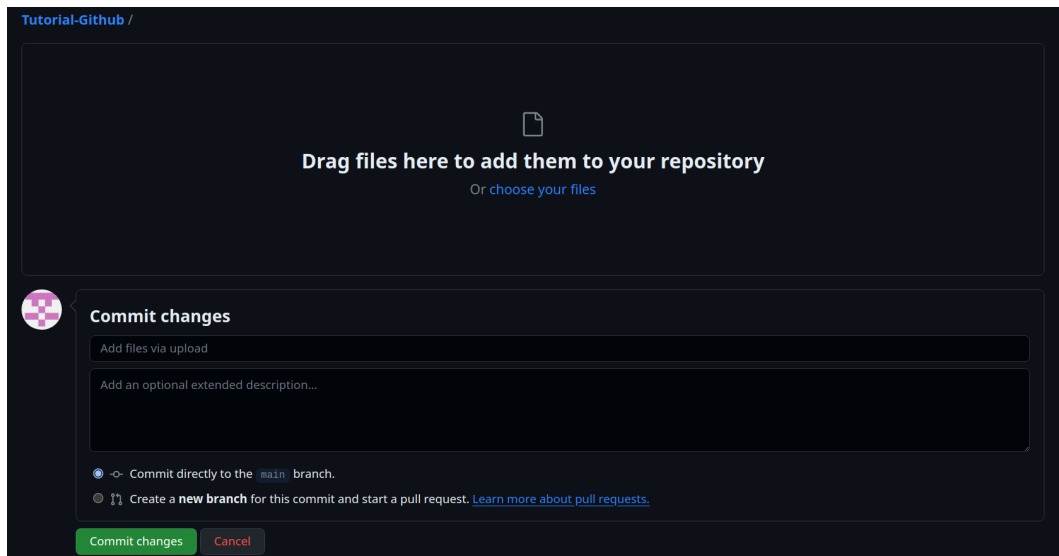 Tutorial-Github /
Drag files here to add them to your repository
Or choose your files
Commit changes
Add files via upload
Add an optional extended description...
Commit directly to the main branch.
Create a new branch for this commit and start a pull request. Learn more about pull requests.
Commit changes Cancel